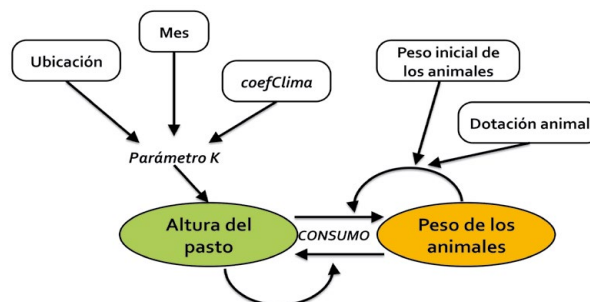 Mes
Ubicación
coefClima
Peso inicial de
los animales
Dotación animal
Parámetro K
Altura del
pasto
CONSUMO
Peso de los
animales